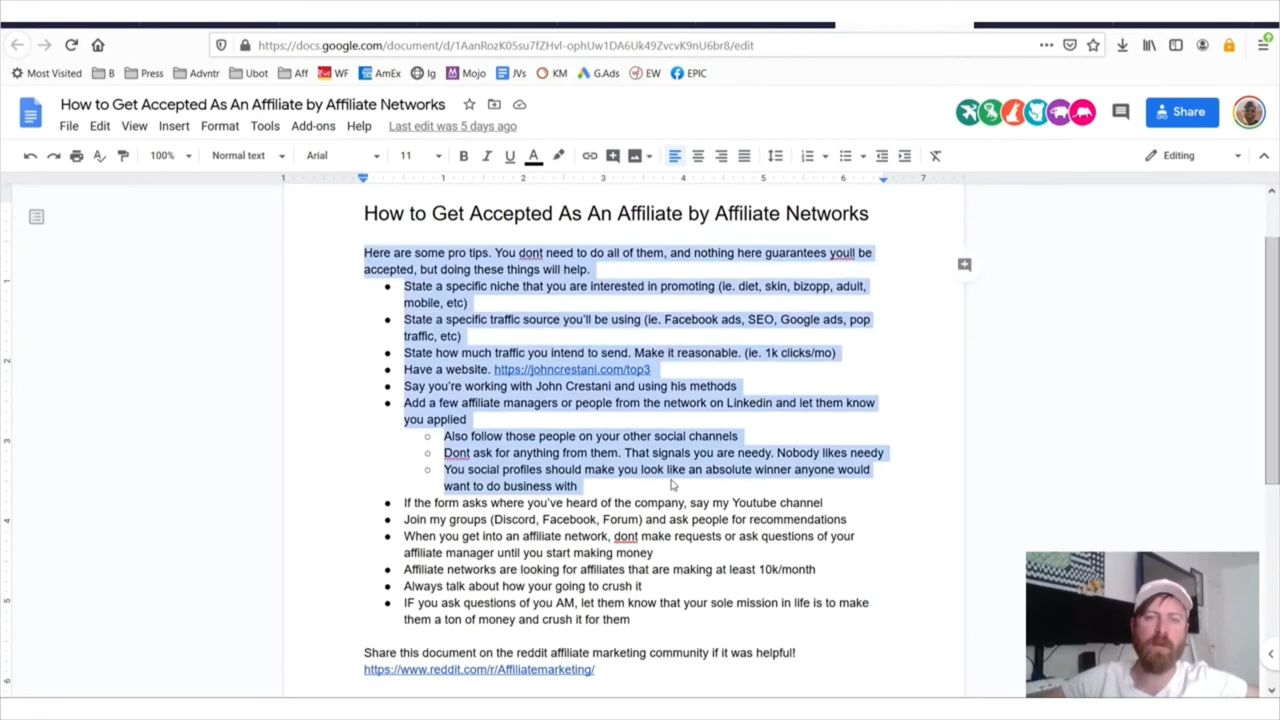 https://docs.google.com/document/d/1AanRozK05su7fZHvl-ophUw1DA6Uk49ZvcvK9nU6br8/edit
Most Visited B Press Advntr Ubot Aff WF AmEx Ig Mojo JVs KM G.Ads EW EPIC
How to Get Accepted As An Affiliate by Affiliate Networks
Share
File Edit View Insert Format Tools Add-ons Help Last edit was 5 days ago
100% Normal text Arial 11 B I U A Editing
1 1 2 3 4 5 6 7
How to Get Accepted As An Affiliate by Affiliate Networks
Here are some pro tips. You dont need to do all of them, and nothing here guarantees youll be
accepted, but doing these things will help.
● State a specific niche that you are interested in promoting (ie. diet, skin, bizopp, adult,
mobile, etc)
● State a specific traffic source you'll be using (ie. Facebook ads, SEO, Google ads, pop
traffic, etc)
● State how much traffic you intend to send. Make it reasonable. (ie. 1k clicks/mo)
● Have a website. https://johncrestani.com/top3
● Say you're working with John Crestani and using his methods
● Add a few affiliate managers or people from the network on Linkedin and let them know
you applied
○ Also follow those people on your other social channels
○ Dont ask for anything from them. That signals you are needy. Nobody likes needy
○ You social profiles should make you look like an absolute winner anyone would
want to do business with
● If the form asks where you've heard of the company, say my Youtube channel
● Join my groups (Discord, Facebook, Forum) and ask people for recommendations
● When you get into an affiliate network, dont make requests or ask questions of your
affiliate manager until you start making money
● Affiliate networks are looking for affiliates that are making at least 10k/month
● Always talk about how your going to crush it
● IF you ask questions of you AM, let them know that your sole mission in life is to make
them a ton of money and crush it for them
Share this document on the reddit affiliate marketing community if it was helpful!
https://www.reddit.com/r/Affiliatemarketing/